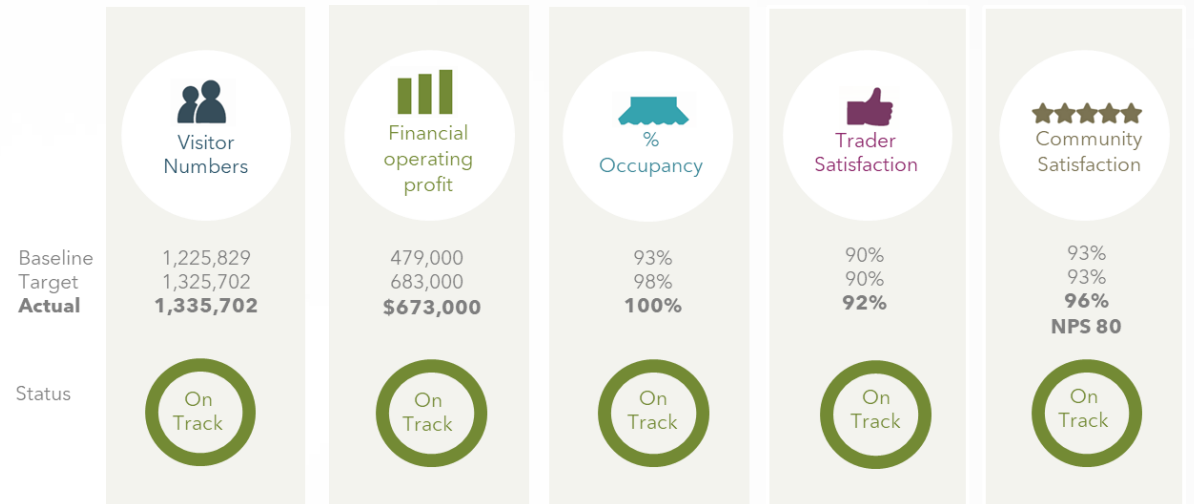 Visitor
Numbers
Financial
operating
profit
%
Occupancy
Trader
Satisfaction
Community
Satisfaction
Baseline 1,225,829 479,000 93% 90% 93%
Target 1,325,702 683,000 98% 90% 93%
Actual 1,335,702 $673,000 100% 92% 96%
NPS 80
Status On Track On Track On Track On Track On Track